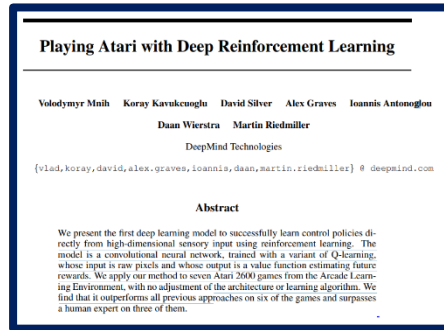 Playing Atari with Deep Reinforcement Learning
Volodymyr Mnih Koray Kavukcuoglu David Silver Alex Graves Ioannis Antonoglou
Daan Wierstra Martin Riedmiller
DeepMind Technologies
{vlad,koray,david,alex.graves,ioannis,daan,martin.riedmiller} @ deepmind.com
Abstract
We present the first deep learning model to successfully learn control policies di-
rectly from high-dimensional sensory input using reinforcement learning. The
model is a convolutional neural network, trained with a variant of Q-learning,
whose input is raw pixels and whose output is a value function estimating future
rewards. We apply our method to seven Atari 2600 games from the Arcade Learn-
ing Environment, with no adjustment of the architecture or learning algorithm. We
find that it outperforms all previous approaches on six of the games and surpasses
a human expert on three of them.